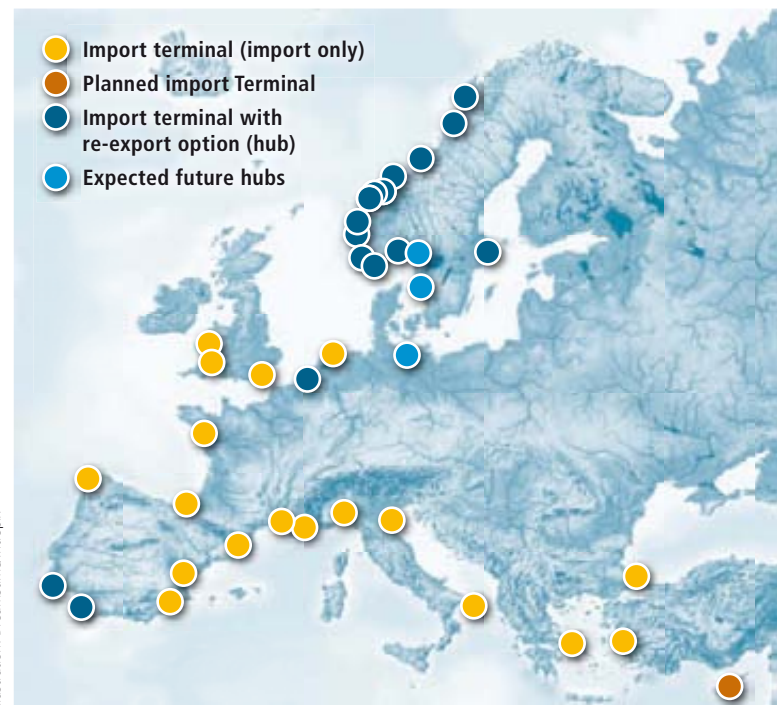 Import terminal (import only)
Planned import Terminal
Import terminal with
re-export option (hub)
Expected future hubs